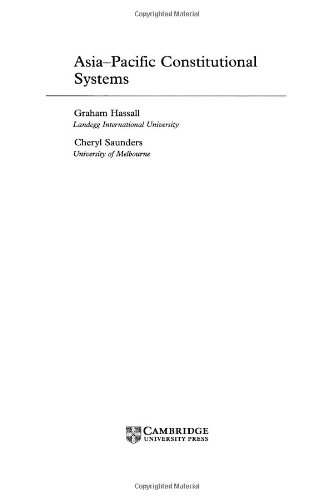 Copyrighted Material
Asia–Pacific Constitutional
Systems
Graham Hassall
Landegg International University
Cheryl Saunders
University of Melbourne
CAMBRIDGE
UNIVERSITY PRESS
Copyrighted Material